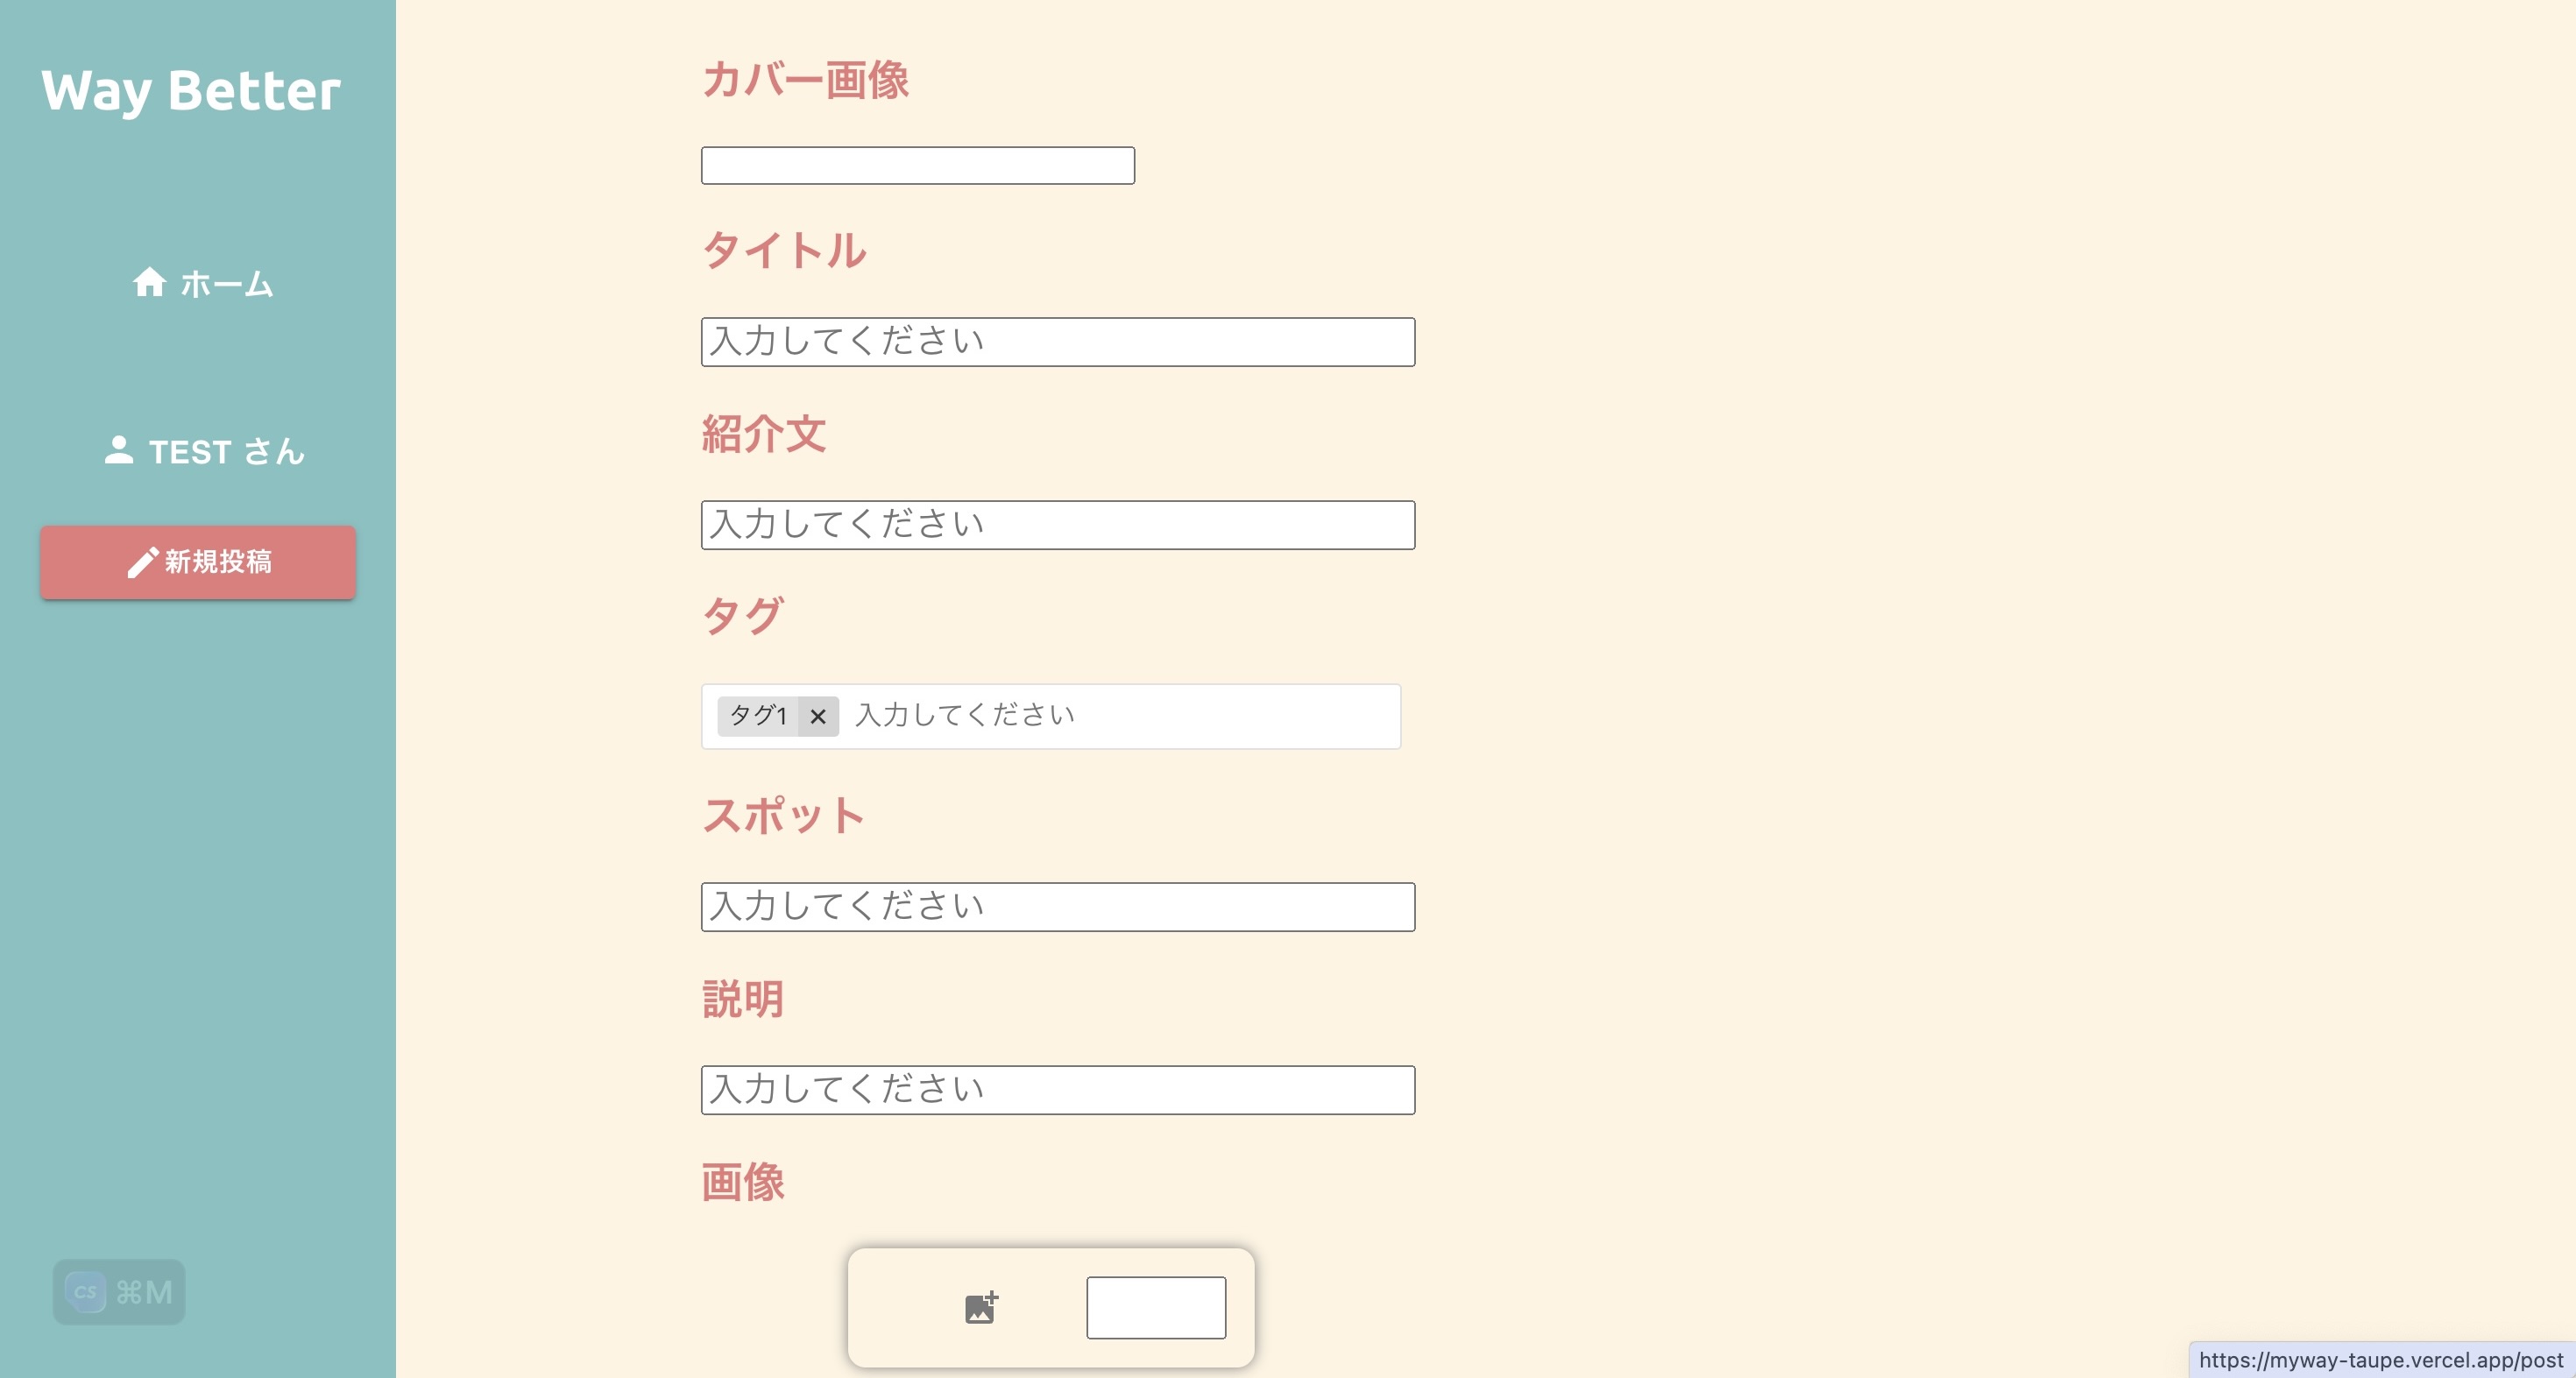 Way Better
ホーム
TEST さん
新規投稿
CS ⌘M
カバー画像
タイトル
入力してください
紹介文
入力してください
タグ
タグ1 × 入力してください
スポット
入力してください
説明
入力してください
画像
https://myway-taupe.vercel.app/post